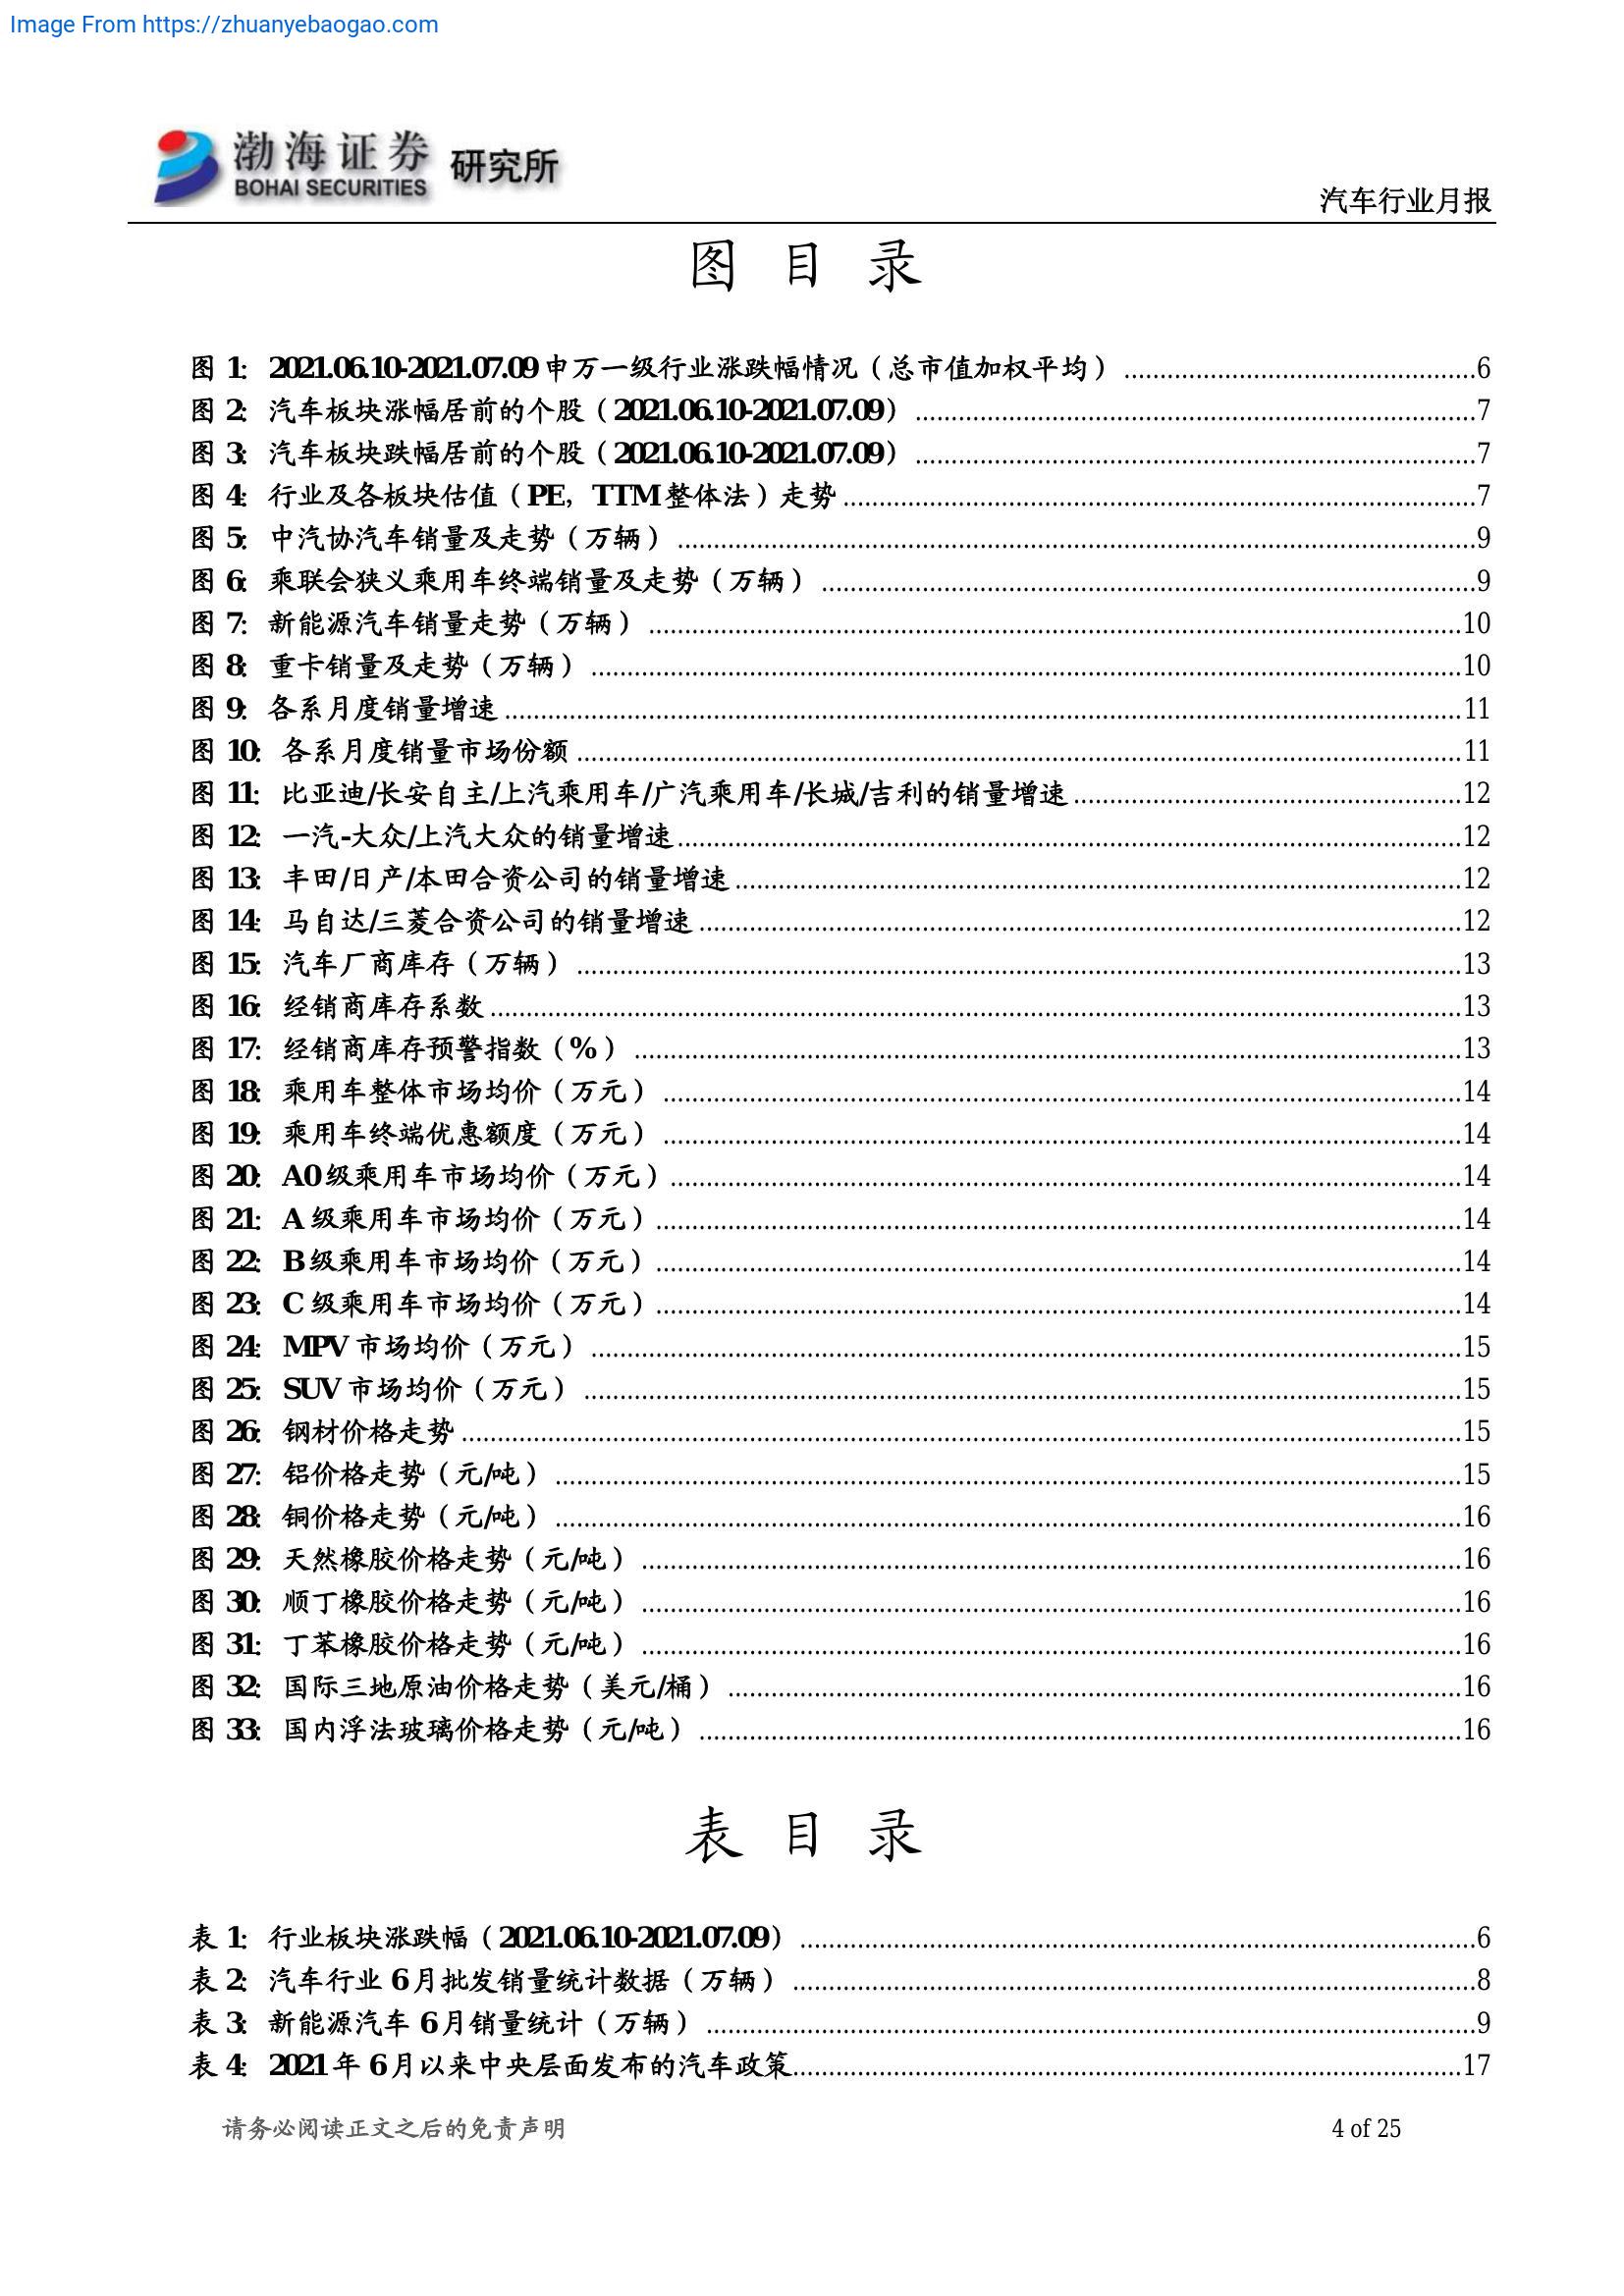 Image From https://zhuanyebaogao.com
渤海证券 研究所
BOHAI SECURITIES
汽车行业月报
图 目 录
图 1：2021.06.10-2021.07.09 申万一级行业涨跌幅情况（总市值加权平均）.................................................6
图 2：汽车板块涨幅居前的个股（2021.06.10-2021.07.09）..............................................................................7
图 3：汽车板块跌幅居前的个股（2021.06.10-2021.07.09）..............................................................................7
图 4：行业及各板块估值（PE，TTM 整体法）走势..........................................................................................7
图 5：中汽协汽车销量及走势（万辆）...............................................................................................................9
图 6：乘联会狭义乘用车终端销量及走势（万辆）...........................................................................................9
图 7：新能源汽车销量走势（万辆）.................................................................................................................10
图 8：重卡销量及走势（万辆）.........................................................................................................................10
图 9：各系月度销量增速.....................................................................................................................................11
图 10：各系月度销量市场份额...........................................................................................................................11
图 11：比亚迪/长安自主/上汽乘用车/广汽乘用车/长城/吉利的销量增速......................................................12
图 12：一汽-大众/上汽大众的销量增速.............................................................................................................12
图 13：丰田/日产/本田合资公司的销量增速.....................................................................................................12
图 14：马自达/三菱合资公司的销量增速..........................................................................................................12
图 15：汽车厂商库存（万辆）...........................................................................................................................13
图 16：经销商库存系数.......................................................................................................................................13
图 17：经销商库存预警指数（%）...................................................................................................................13
图 18：乘用车整体市场均价（万元）...............................................................................................................14
图 19：乘用车终端优惠额度（万元）...............................................................................................................14
图 20：A0 级乘用车市场均价（万元）..............................................................................................................14
图 21：A 级乘用车市场均价（万元）................................................................................................................14
图 22：B 级乘用车市场均价（万元）................................................................................................................14
图 23：C 级乘用车市场均价（万元）................................................................................................................14
图 24：MPV 市场均价（万元）.........................................................................................................................15
图 25：SUV 市场均价（万元）..........................................................................................................................15
图 26：钢材价格走势...........................................................................................................................................15
图 27：铝价格走势（元/吨）..............................................................................................................................15
图 28：铜价格走势（元/吨）..............................................................................................................................16
图 29：天然橡胶价格走势（元/吨）..................................................................................................................16
图 30：顺丁橡胶价格走势（元/吨）..................................................................................................................16
图 31：丁苯橡胶价格走势（元/吨）..................................................................................................................16
图 32：国际三地原油价格走势（美元/桶）......................................................................................................16
图 33：国内浮法玻璃价格走势（元/吨）..........................................................................................................16
表 目 录
表 1：行业板块涨跌幅（2021.06.10-2021.07.09）..............................................................................................6
表 2：汽车行业 6 月批发销量统计数据（万辆）...............................................................................................8
表 3：新能源汽车 6 月销量统计（万辆）...........................................................................................................9
表 4：2021 年 6 月以来中央层面发布的汽车政策.............................................................................................17
请务必阅读正文之后的免责声明
4 of 25